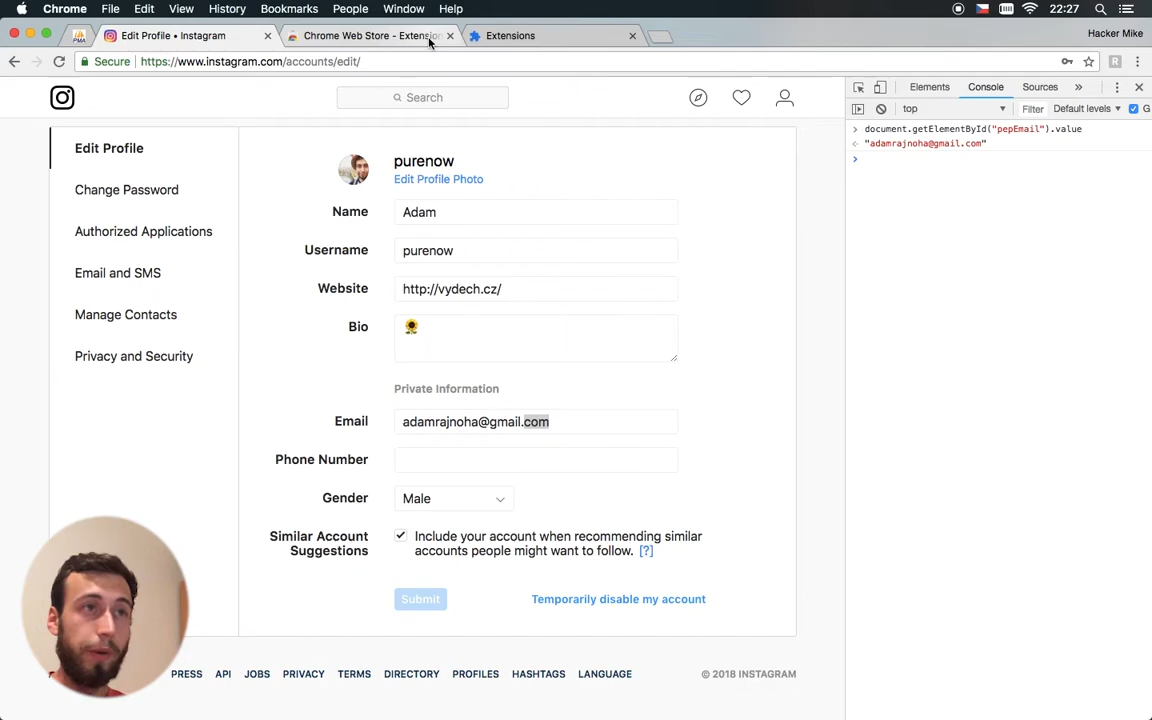 Chrome File Edit View History Bookmarks People Window Help 22:27
PMA Edit Profile • Instagram Chrome Web Store - Extension Extensions Hacker Mike
Secure https://www.instagram.com/accounts/edit/
Search
Elements Console Sources »
top Filter Default levels G
document.getElementById("pepEmail").value
"adamrajnoha@gmail.com"
Edit Profile
Change Password
Authorized Applications
Email and SMS
Manage Contacts
Privacy and Security
purenow
Edit Profile Photo
Name Adam
Username purenow
Website http://vydech.cz/
Bio 🌻
Private Information
Email adamrajnoha@gmail.com
Phone Number
Gender Male
Similar Account Suggestions
Include your account when recommending similar
accounts people might want to follow. [?]
Submit Temporarily disable my account
PRESS API JOBS PRIVACY TERMS DIRECTORY PROFILES HASHTAGS LANGUAGE © 2018 INSTAGRAM